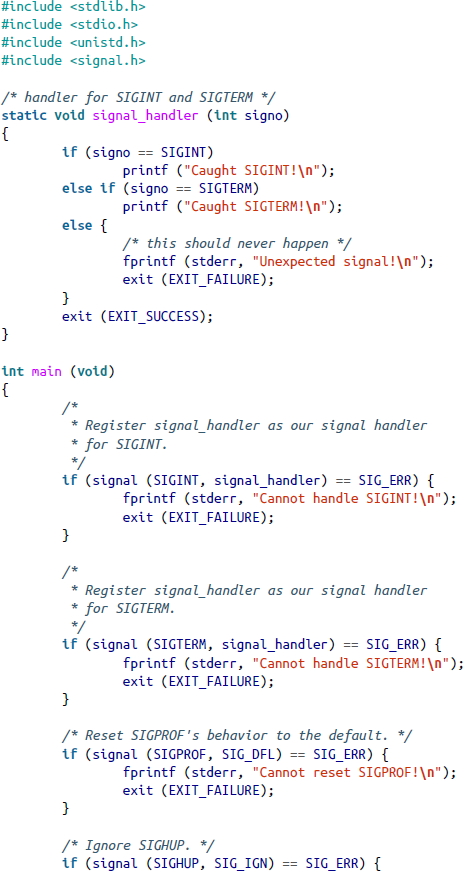 #include <stdlib.h>
#include <stdio.h>
#include <unistd.h>
#include <signal.h>

/* handler for SIGINT and SIGTERM */
static void signal_handler (int signo)
{
        if (signo == SIGINT)
                printf ("Caught SIGINT!\n");
        else if (signo == SIGTERM)
                printf ("Caught SIGTERM!\n");
        else {
                /* this should never happen */
                fprintf (stderr, "Unexpected signal!\n");
                exit (EXIT_FAILURE);
        }
        exit (EXIT_SUCCESS);
}

int main (void)
{
        /*
         * Register signal_handler as our signal handler
         * for SIGINT.
         */
        if (signal (SIGINT, signal_handler) == SIG_ERR) {
                fprintf (stderr, "Cannot handle SIGINT!\n");
                exit (EXIT_FAILURE);
        }

        /*
         * Register signal_handler as our signal handler
         * for SIGTERM.
         */
        if (signal (SIGTERM, signal_handler) == SIG_ERR) {
                fprintf (stderr, "Cannot handle SIGTERM!\n");
                exit (EXIT_FAILURE);
        }

        /* Reset SIGPROF's behavior to the default. */
        if (signal (SIGPROF, SIG_DFL) == SIG_ERR) {
                fprintf (stderr, "Cannot reset SIGPROF!\n");
                exit (EXIT_FAILURE);
        }

        /* Ignore SIGHUP. */
        if (signal (SIGHUP, SIG_IGN) == SIG_ERR) {